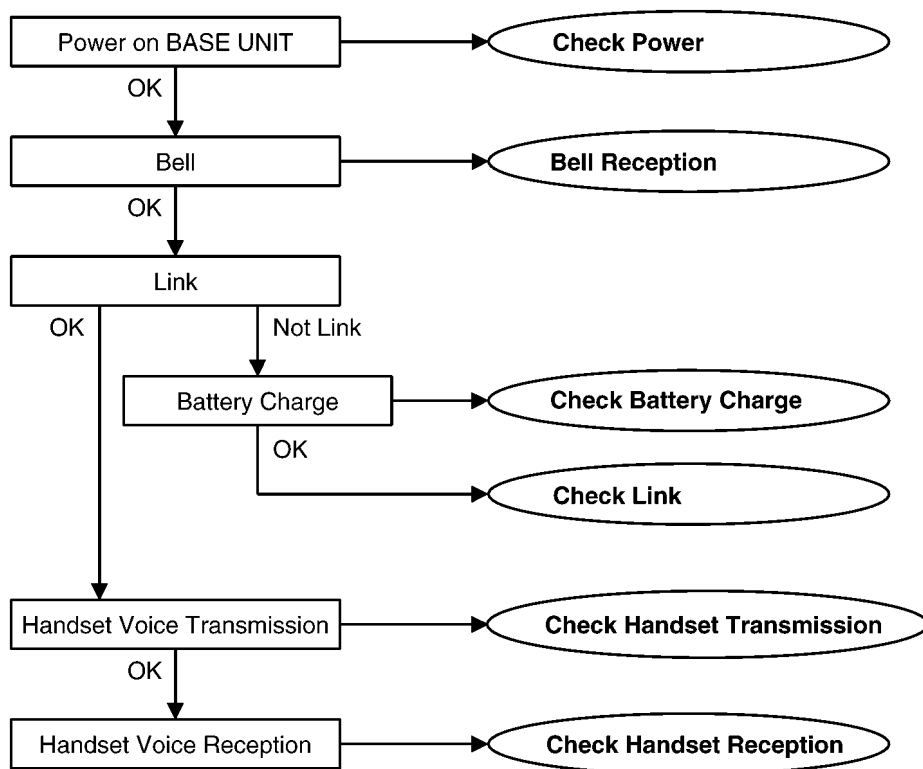 Power on BASE UNIT
Check Power
OK
Bell
Bell Reception
OK
Link
OK
Not Link
Battery Charge
Check Battery Charge
OK
Check Link
Handset Voice Transmission
Check Handset Transmission
OK
Handset Voice Reception
Check Handset Reception